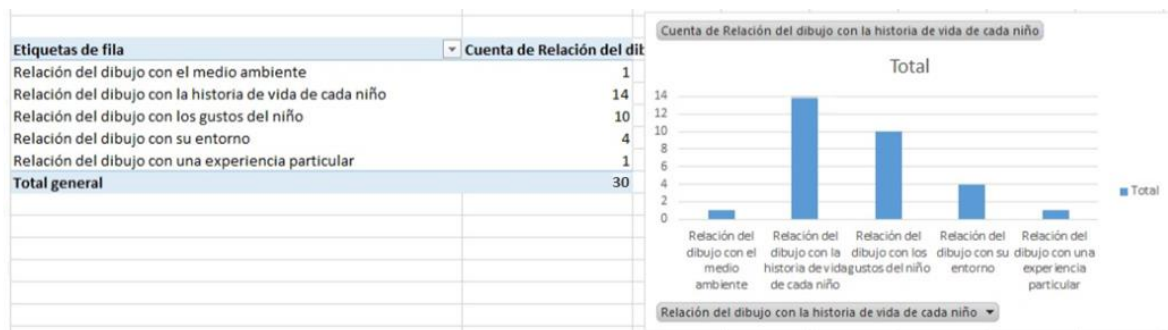 Etiquetas de fila Cuenta de Relación del dib
Relación del dibujo con el medio ambiente 1
Relación del dibujo con la historia de vida de cada niño 14
Relación del dibujo con los gustos del niño 10
Relación del dibujo con su entorno 4
Relación del dibujo con una experiencia particular 1
Total general 30
Cuenta de Relación del dibujo con la historia de vida de cada niño
Total
14
12
10
8
6
4
2
0
Relación del dibujo con el medio ambiente
Relación del dibujo con la historia de vida de cada niño
Relación del dibujo con los gustos del niño
Relación del dibujo con su entorno
Relación del dibujo con una experiencia particular
Total
Relación del dibujo con la historia de vida de cada niño